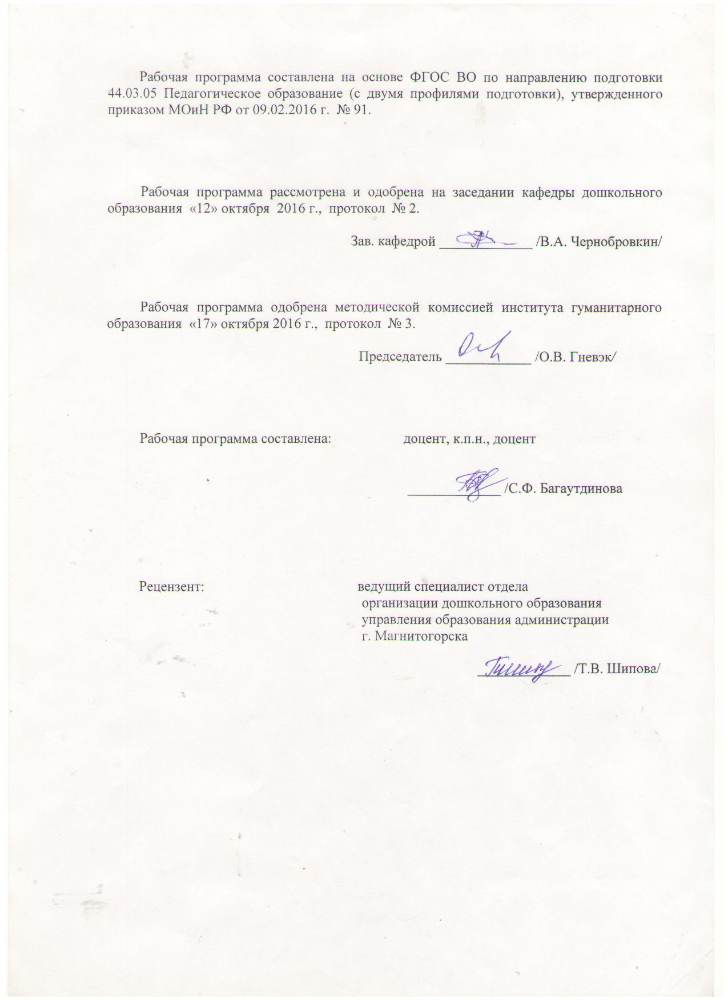 Рабочая программа составлена на основе ФГОС ВО по направлению подготовки
44.03.05 Педагогическое образование (с двумя профилями подготовки), утвержденного
приказом МОиН РФ от 09.02.2016 г. № 91.
Рабочая программа рассмотрена и одобрена на заседании кафедры дошкольного
образования «12» октября 2016 г., протокол № 2.
Зав. кафедрой _____________ /В.А. Чернобровкин/
Рабочая программа одобрена методической комиссией института гуманитарного
образования «17» октября 2016 г., протокол № 3.
Председатель ____________ /О.В. Гневэк/
Рабочая программа составлена: доцент, к.п.н., доцент
_____________ /С.Ф. Багаутдинова
Рецензент: ведущий специалист отдела
организации дошкольного образования
управления образования администрации
г. Магнитогорска
_____________ /Т.В. Шипова/